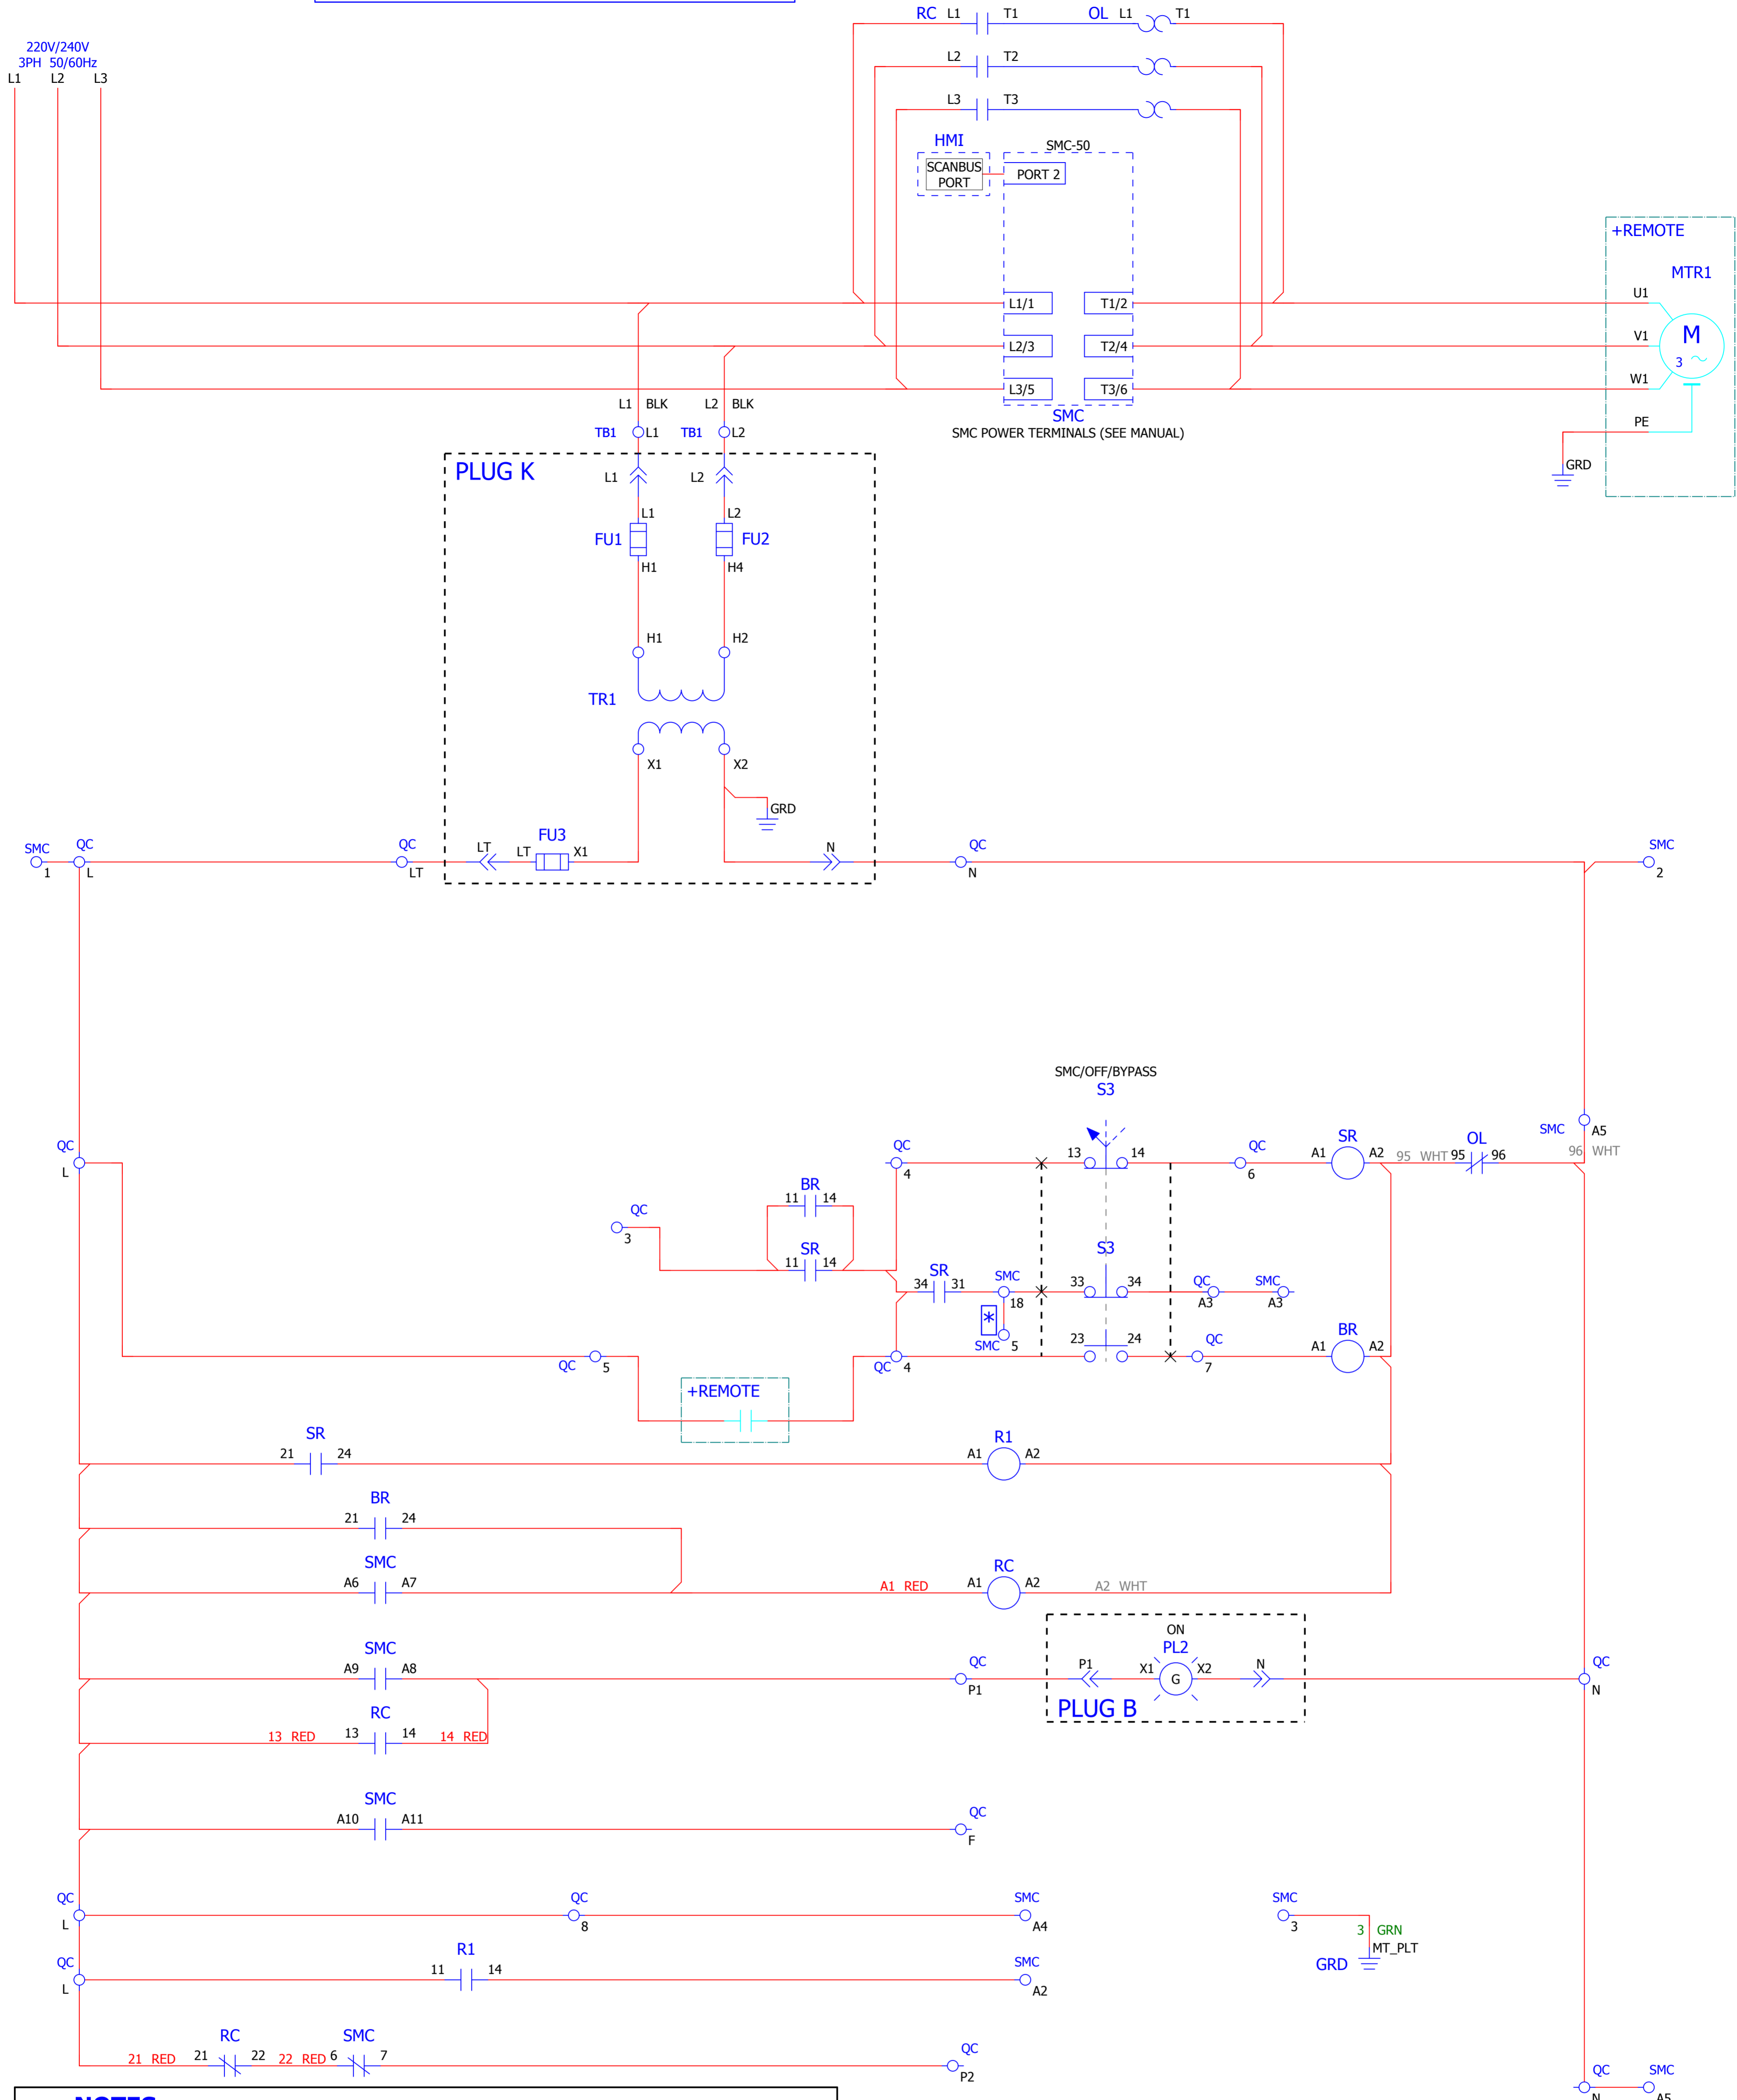 RC L1 T1 OL L1 T1
220V/240V
3PH 50/60Hz
L1 L2 L3
L2 T2
L3 T3
HMI
SMC-50
SCANBUS
PORT
PORT 2
+REMOTE
MTR1
L1/1 T1/2 U1
L2/3 T2/4 V1
M
3
L3/5 T3/6 W1
L1 BLK L2 BLK
SMC
PE
TB1 L1 TB1 L2
SMC POWER TERMINALS (SEE MANUAL)
PLUG K
L1 L2
GRD
L1 L2
FU1 FU2
H1 H4
H1 H2
TR1
X1 X2
GRD
FU3
SMC QC QC LT LT X1 N QC SMC
1 L LT N 2
SMC/OFF/BYPASS
S3
SMC A5
QC QC 13 14 QC SR OL
L 4 6 A1 A2 95 WHT 95 96 96 WHT
BR
11 14
QC
3
SR S3
11 14
SR SMC
34 31 33 34 QC SMC
18 A3 A3
*
SMC 5 23 24 QC BR
QC 5 QC 4 7 A1 A2
+REMOTE
SR R1
21 24 A1 A2
BR
21 24
SMC RC
A6 A7 A1 RED A1 A2 A2 WHT
ON
SMC PL2
A9 A8 QC P1 X1 X2 N QC
P1 G N
RC PLUG B
13 RED 13 14 14 RED
SMC
A10 A11 QC
F
QC QC SMC SMC
L 8 A4 3
3 GRN
R1 MT_PLT
QC 11 14 SMC GRD
L A2
RC SMC
21 RED 21 22 22 RED 6 7 QC
P2
QC SMC
N A5
NOTES